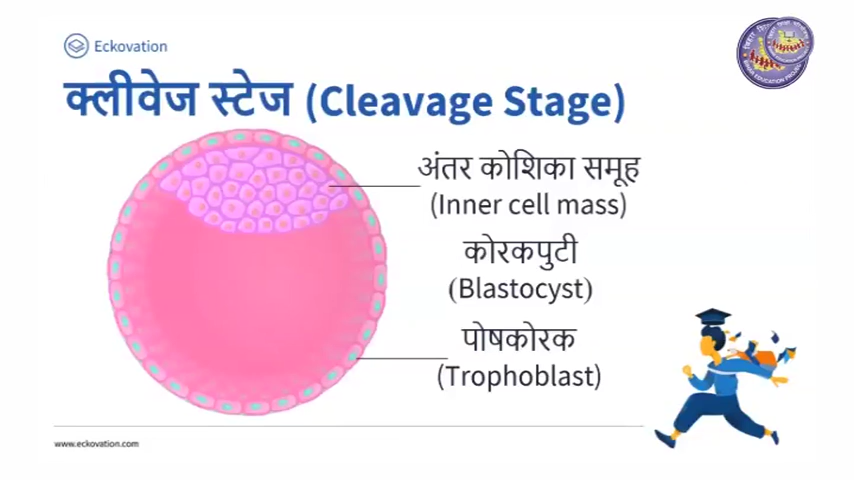 Eckovation
क्लीवेज स्टेज (Cleavage Stage)
अंतर कोशिका समूह
(Inner cell mass)
कोरकपुटी
(Blastocyst)
पोषकोरक
(Trophoblast)
www.eckovation.com